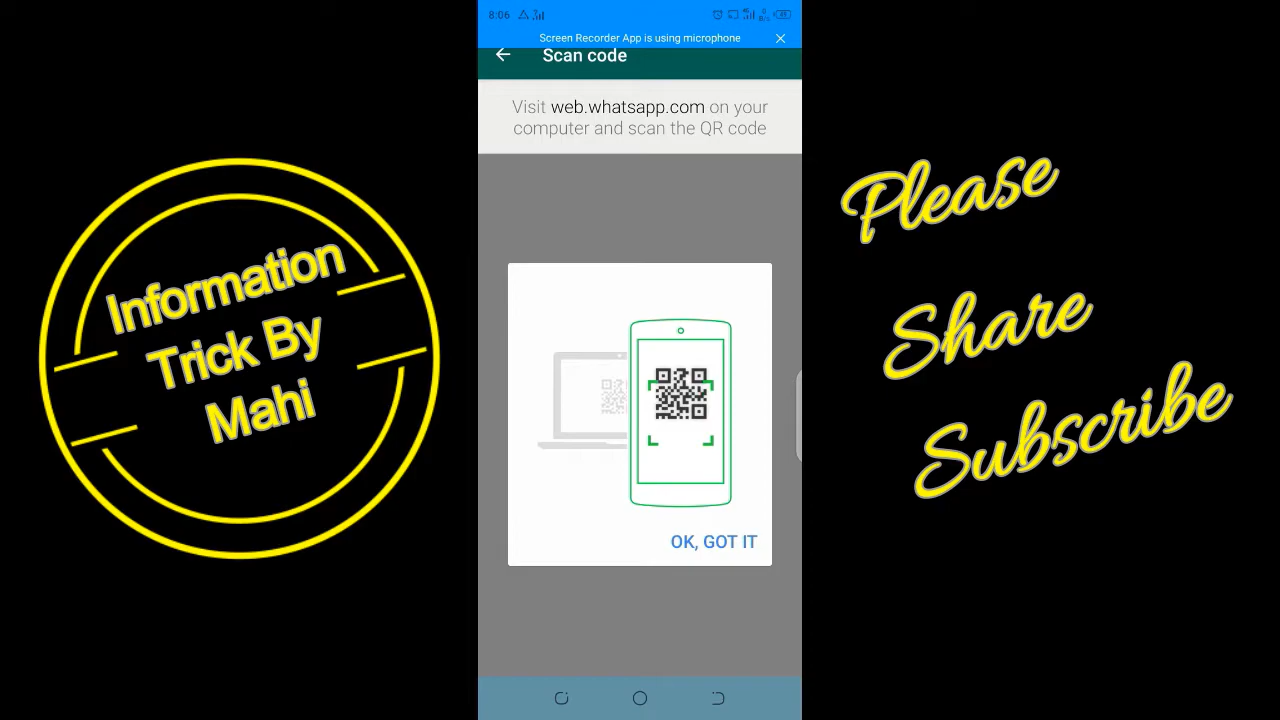 Information
Trick By
Mahi
8:06
Screen Recorder App is using microphone
Scan code
Visit web.whatsapp.com on your
computer and scan the QR code
OK, GOT IT
Please
Share
Subscribe